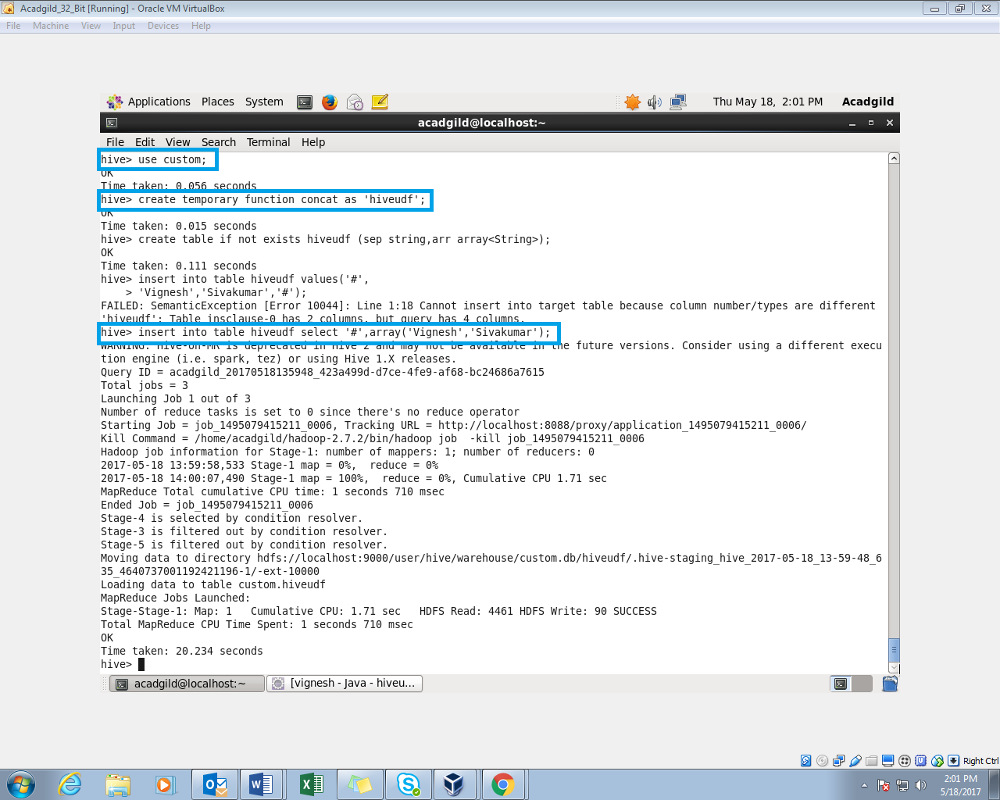 Acadgild_32_Bit [Running] - Oracle VM VirtualBox
File Machine View Input Devices Help
Applications Places System Thu May 18, 2:01 PM Acadgild
acadgild@localhost:~
File Edit View Search Terminal Help
hive> use custom;
OK
Time taken: 0.056 seconds
hive> create temporary function concat as 'hiveudf';
OK
Time taken: 0.015 seconds
hive> create table if not exists hiveudf (sep string,arr array<String>);
OK
Time taken: 0.111 seconds
hive> insert into table hiveudf values('#',
    > 'Vignesh','Sivakumar','#');
FAILED: SemanticException [Error 10044]: Line 1:18 Cannot insert into target table because column number/types are different
'hiveudf': Table insclause-0 has 2 columns, but query has 4 columns.
hive> insert into table hiveudf select '#',array('Vignesh','Sivakumar');
WARNING: Hive-on-MR is deprecated in Hive 2 and may not be available in the future versions. Consider using a different execu
tion engine (i.e. spark, tez) or using Hive 1.X releases.
Query ID = acadgild_20170518135948_423a499d-d7ce-4fe9-af68-bc24686a7615
Total jobs = 3
Launching Job 1 out of 3
Number of reduce tasks is set to 0 since there's no reduce operator
Starting Job = job_1495079415211_0006, Tracking URL = http://localhost:8088/proxy/application_1495079415211_0006/
Kill Command = /home/acadgild/hadoop-2.7.2/bin/hadoop job  -kill job_1495079415211_0006
Hadoop job information for Stage-1: number of mappers: 1; number of reducers: 0
2017-05-18 13:59:58,533 Stage-1 map = 0%,  reduce = 0%
2017-05-18 14:00:07,490 Stage-1 map = 100%,  reduce = 0%, Cumulative CPU 1.71 sec
MapReduce Total cumulative CPU time: 1 seconds 710 msec
Ended Job = job_1495079415211_0006
Stage-4 is selected by condition resolver.
Stage-3 is filtered out by condition resolver.
Stage-5 is filtered out by condition resolver.
Moving data to directory hdfs://localhost:9000/user/hive/warehouse/custom.db/hiveudf/.hive-staging_hive_2017-05-18_13-59-48_6
35_4640737001192421196-1/-ext-10000
Loading data to table custom.hiveudf
MapReduce Jobs Launched:
Stage-Stage-1: Map: 1   Cumulative CPU: 1.71 sec   HDFS Read: 4461 HDFS Write: 90 SUCCESS
Total MapReduce CPU Time Spent: 1 seconds 710 msec
OK
Time taken: 20.234 seconds
hive>
acadgild@localhost:~ [vignesh - Java - hiveu...
Right Ctrl
2:01 PM
5/18/2017